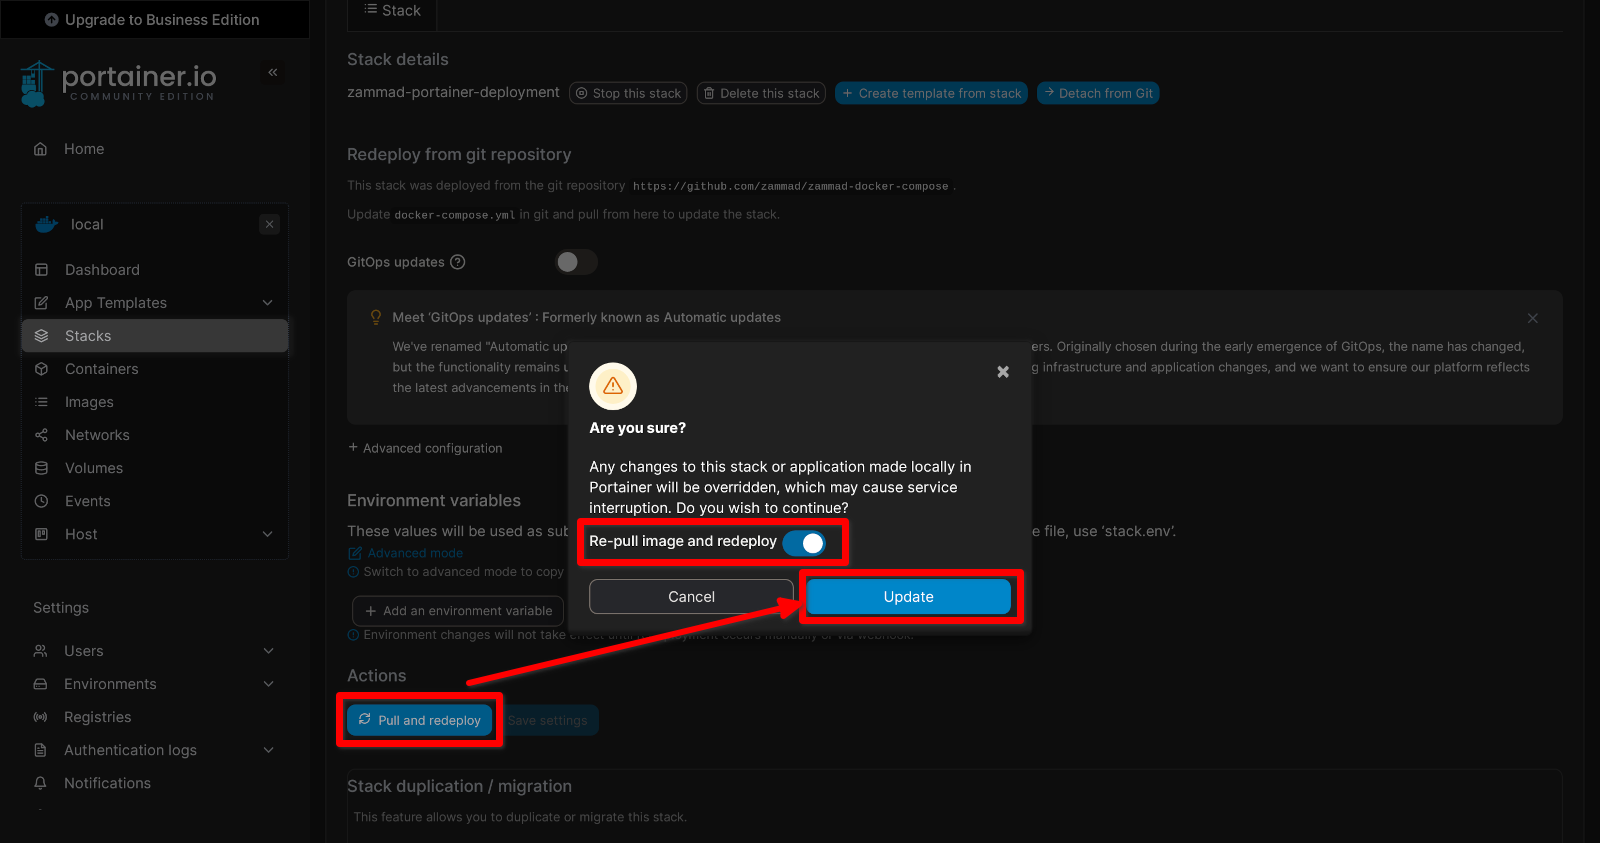 Upgrade to Business Edition
portainer.io
COMMUNITY EDITION
«
Home
local
Dashboard
App Templates
Stacks
Containers
Images
Networks
Volumes
Events
Host
Settings
Users
Environments
Registries
Authentication logs
Notifications
Stack
Stack details
zammad-portainer-deployment
Stop this stack
Delete this stack
+ Create template from stack
Detach from Git
Redeploy from git repository
This stack was deployed from the git repository https://github.com/zammad/zammad-docker-compose .
Update docker-compose.yml in git and pull from here to update the stack.
GitOps updates
Meet ‘GitOps updates’ : Formerly known as Automatic updates
We've renamed "Automatic up
ers. Originally chosen during the early emergence of GitOps, the name has changed,
but the functionality remains u
g infrastructure and application changes, and we want to ensure our platform reflects
the latest advancements in the
+ Advanced configuration
Environment variables
These values will be used as sub
e file, use ‘stack.env’.
Advanced mode
Switch to advanced mode to copy
+ Add an environment variable
Environment changes will not take effect until
occurs manually or via webhook.
Are you sure?
Any changes to this stack or application made locally in
Portainer will be overridden, which may cause service
interruption. Do you wish to continue?
Re-pull image and redeploy
Cancel
Update
Actions
Pull and redeploy
Save settings
Stack duplication / migration
This feature allows you to duplicate or migrate this stack.